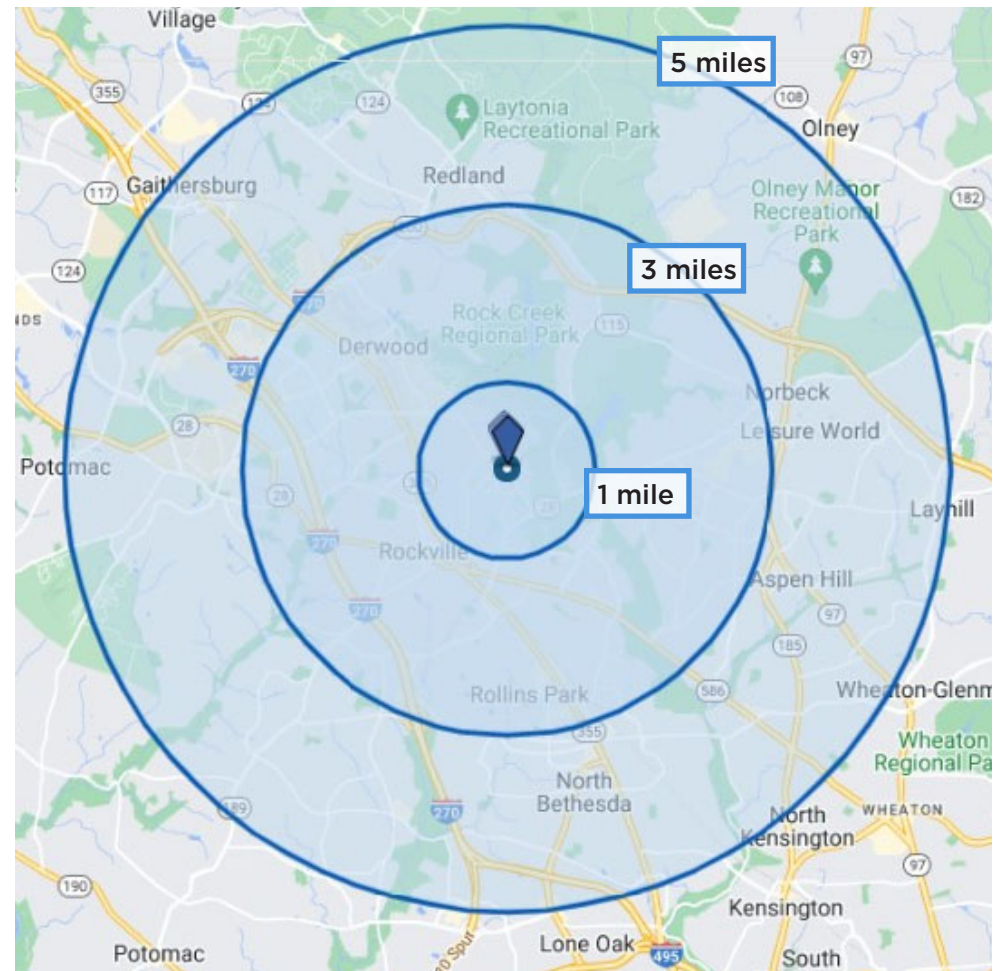 Village
5 miles
97
355
124
124
108
Laytonia
Recreational Park
Olney
Redland
117
Gaithersburg
Olney Manor
Recreational
Park
182
200
3 miles
124
270
Rock Creek
Regional Park
115
NDS
Derwood
270
Norbeck
28
Leisure World
Potomac
28
1 mile
28
Layhill
270
Rockville
Aspen Hill
270
97
185
Rollins Park
586
Wheaton-Glenm
355
Wheaton
Regional Pa
North
Bethesda
189
270
North
Kensington
WHEATON
97
190
Kensington
Potomac
Lone Oak
495
South